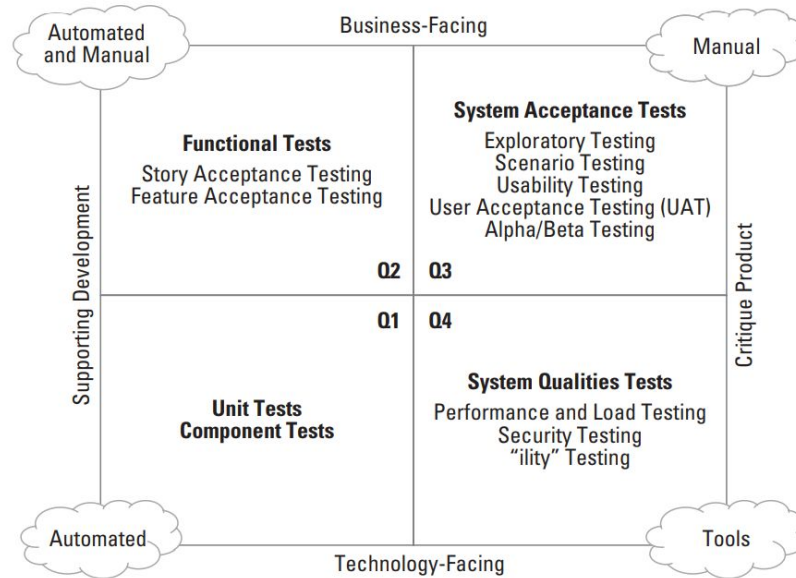 Automated
and Manual
Business-Facing
Manual
Functional Tests
Story Acceptance Testing
Feature Acceptance Testing
System Acceptance Tests
Exploratory Testing
Scenario Testing
Usability Testing
User Acceptance Testing (UAT)
Alpha/Beta Testing
Supporting Development
Critique Product
Q2
Q3
Q1
Q4
Unit Tests
Component Tests
System Qualities Tests
Performance and Load Testing
Security Testing
“ility” Testing
Automated
Technology-Facing
Tools